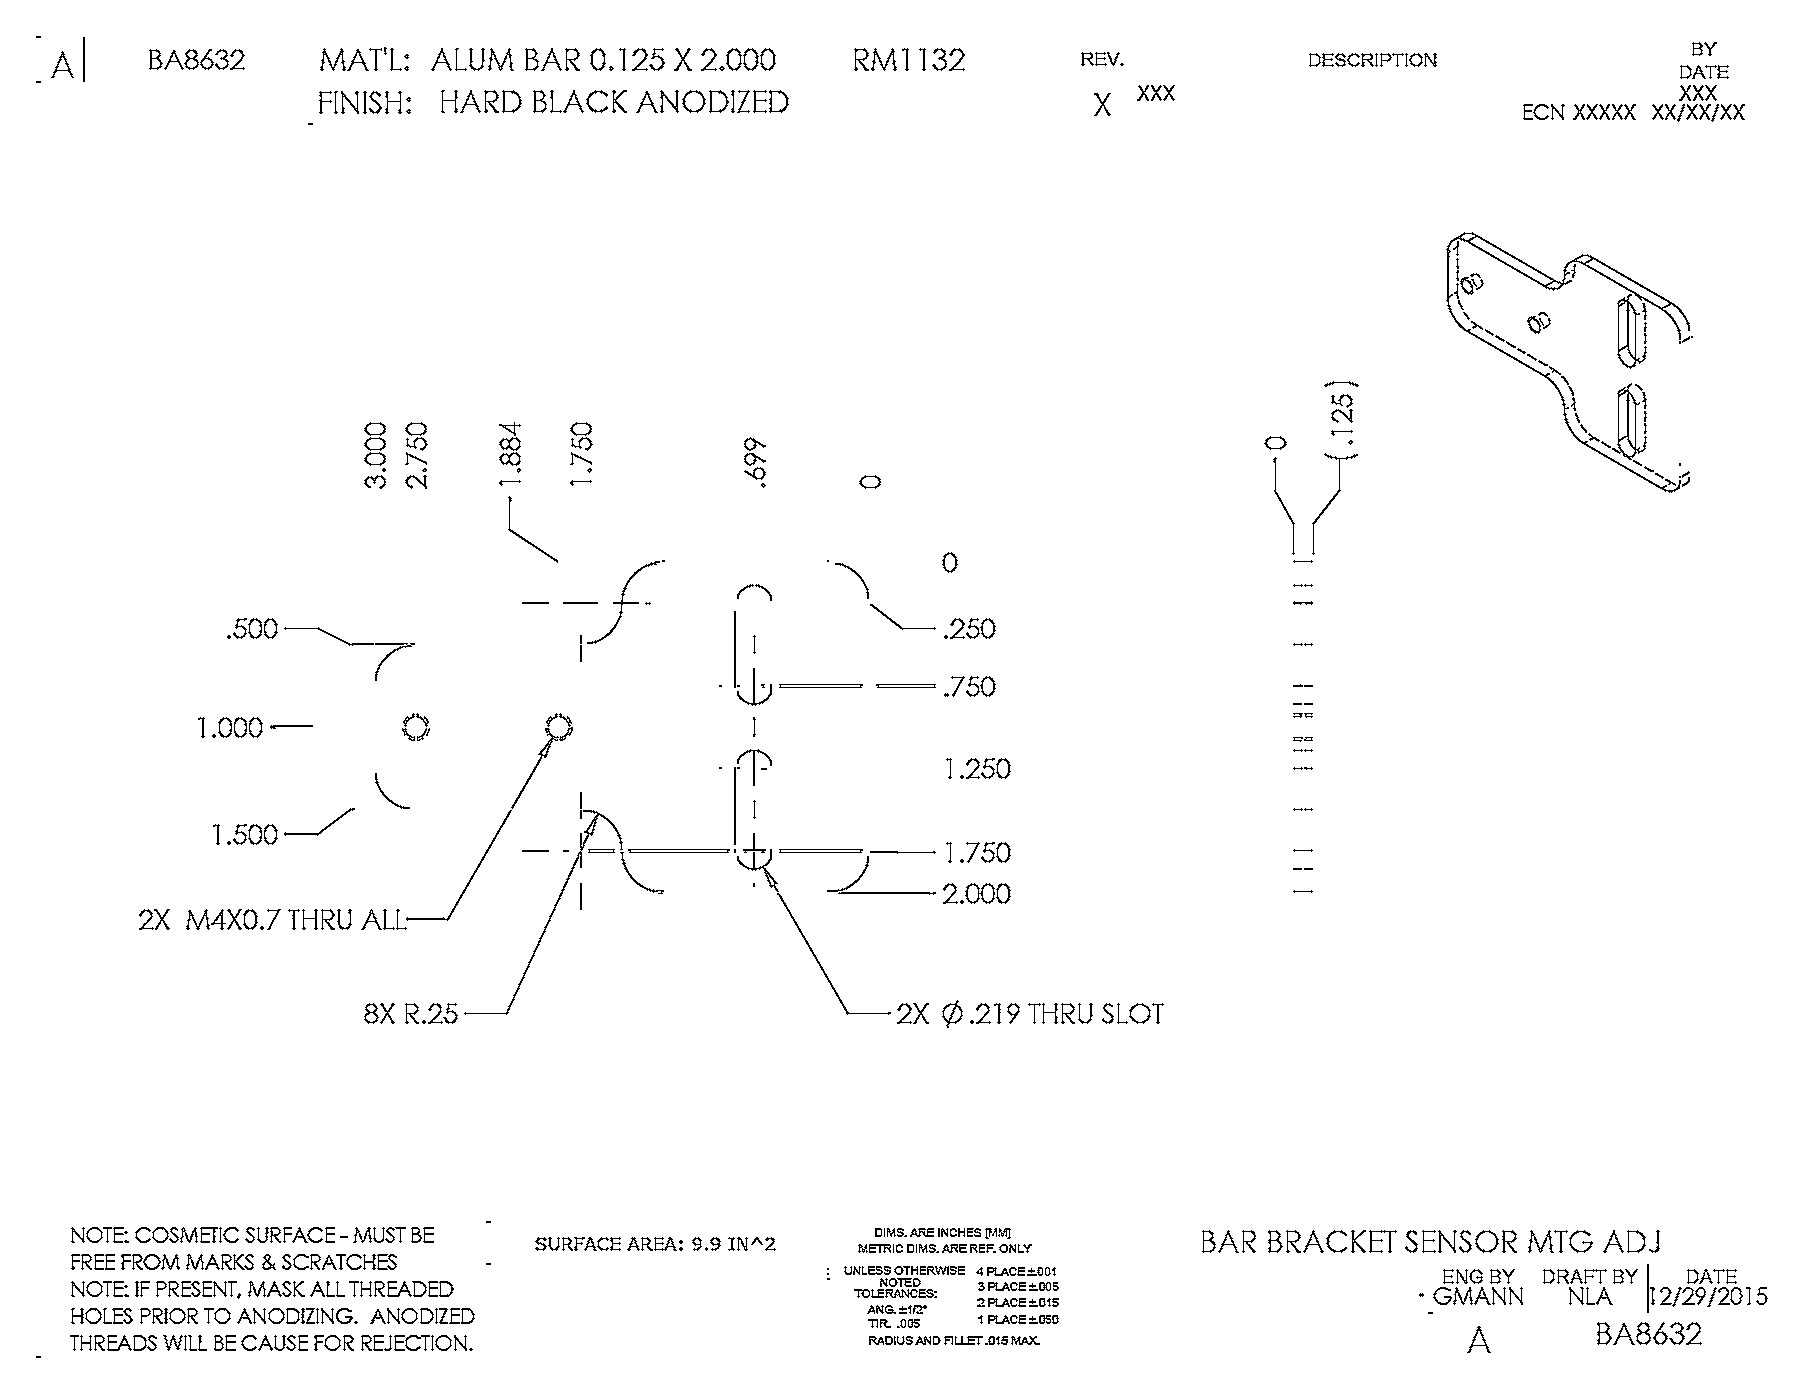 A BA8632 MAT'L: ALUM BAR 0.125 X 2.000 RM1132
FINISH: HARD BLACK ANODIZED
REV. DESCRIPTION BY
DATE
X XXX XXX
ECN XXXXX XX/XX/XX
3.000
2.750
1.884
1.750
.699
0
0
(.125)
0
.500
.250
.750
1.000
1.250
1.500
1.750
2.000
2X M4X0.7 THRU ALL
8X R.25
2X Ø.219 THRU SLOT
NOTE: COSMETIC SURFACE - MUST BE
FREE FROM MARKS & SCRATCHES
NOTE: IF PRESENT, MASK ALL THREADED
HOLES PRIOR TO ANODIZING. ANODIZED
THREADS WILL BE CAUSE FOR REJECTION.
SURFACE AREA: 9.9 IN^2
DIMS. ARE INCHES [MM]
METRIC DIMS. ARE REF. ONLY
UNLESS OTHERWISE
NOTED
TOLERANCES:
ANG. ±1/2°
TIR. .005
4 PLACE ±.001
3 PLACE ±.005
2 PLACE ±.015
1 PLACE ±.050
RADIUS AND FILLET .015 MAX.
BAR BRACKET SENSOR MTG ADJ
ENG BY DRAFT BY DATE
GMANN NLA 12/29/2015
A BA8632